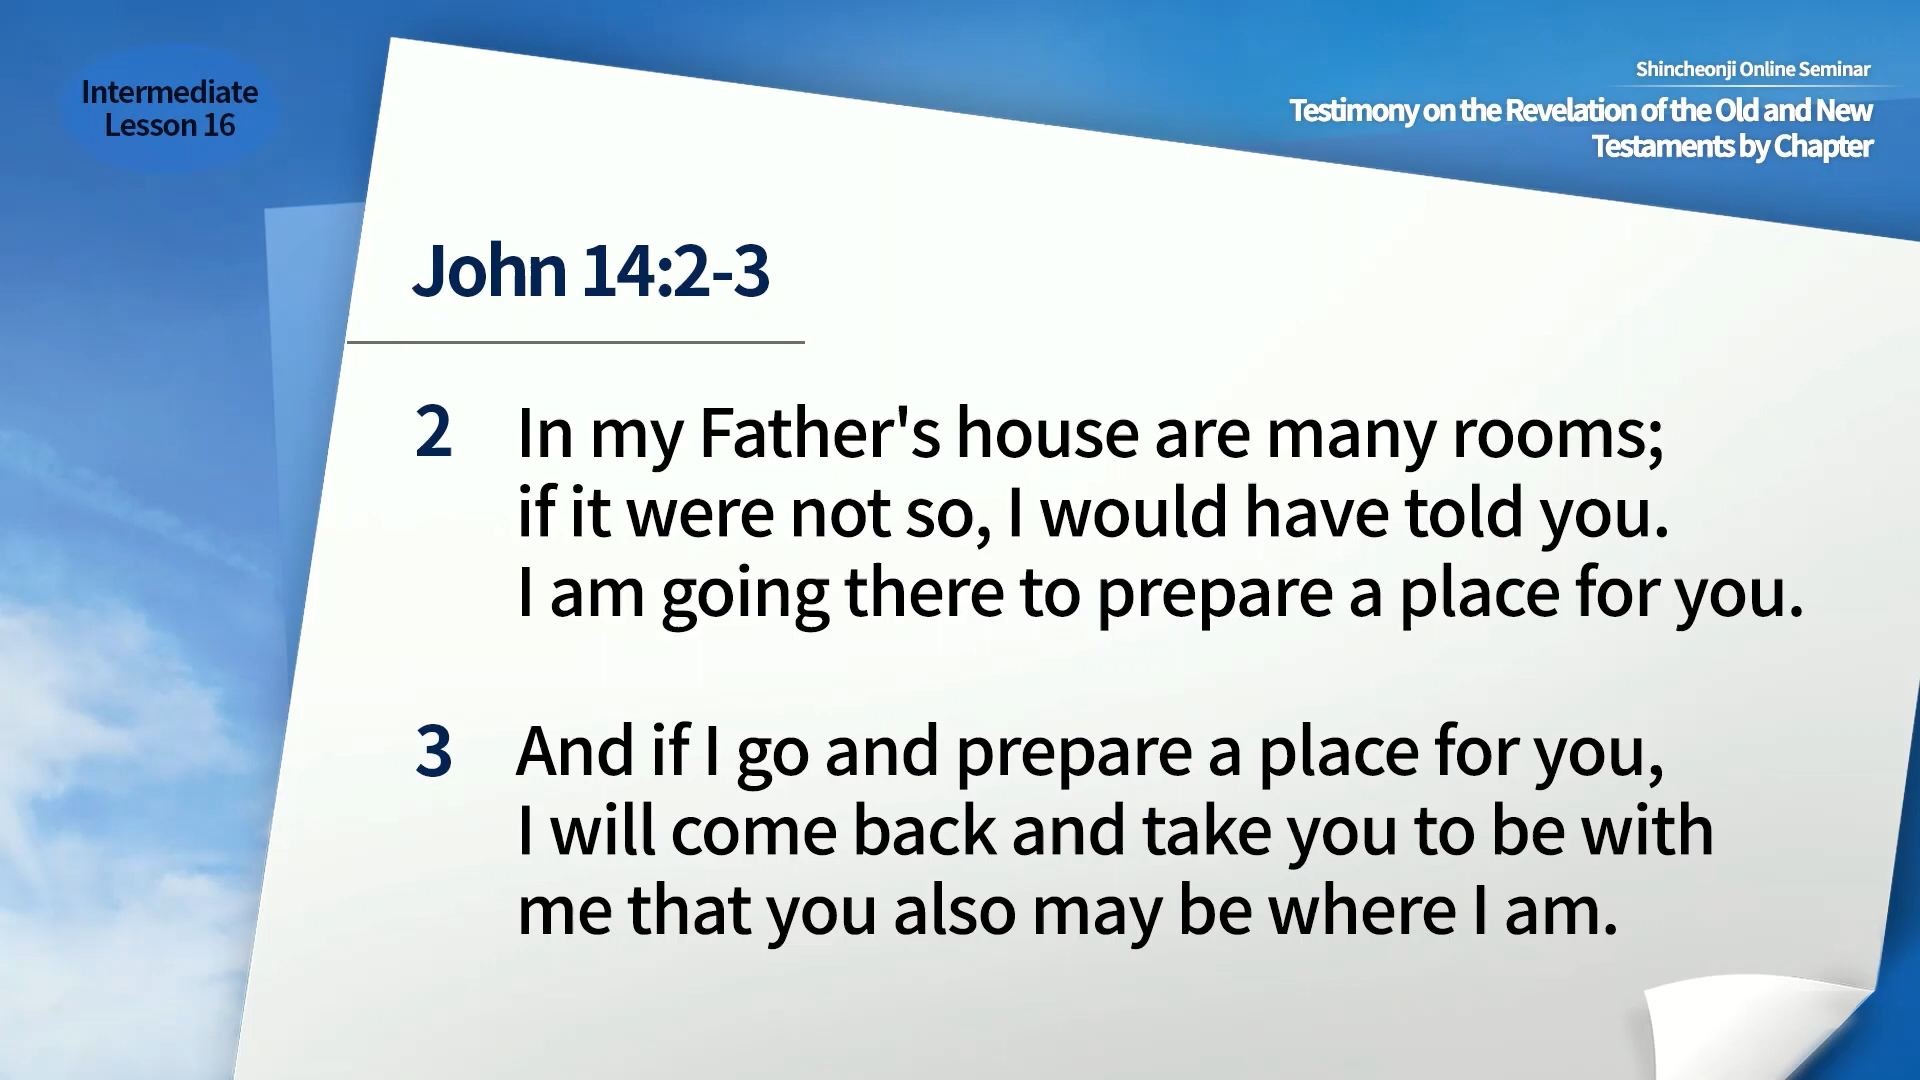 Intermediate
Lesson 16
Shincheonji Online Seminar
Testimony on the Revelation of the Old and New
Testaments by Chapter
John 14:2-3
2 In my Father's house are many rooms;
if it were not so, I would have told you.
I am going there to prepare a place for you.
3 And if I go and prepare a place for you,
I will come back and take you to be with
me that you also may be where I am.